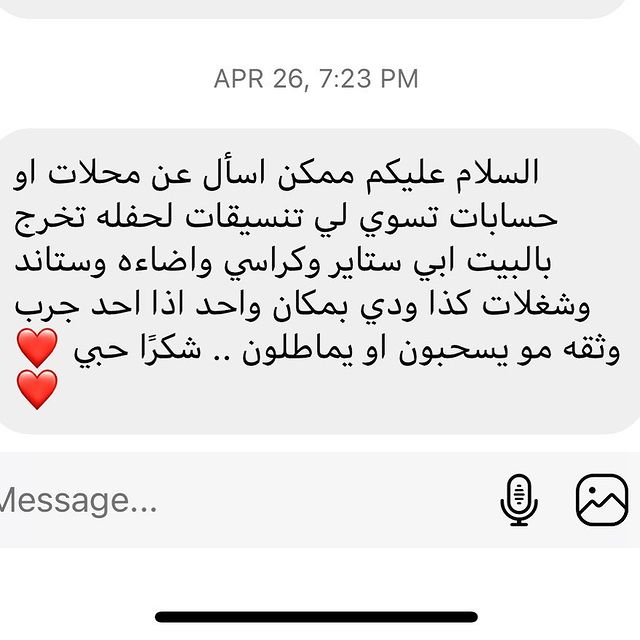 APR 26, 7:23 PM
السلام عليكم ممكن اسأل عن محلات او
حسابات تسوي لي تنسيقات لحفله تخرج
بالبيت ابي ستاير وكراسي واضاءه وستاند
وشغلات كذا ودي بمكان واحد اذا احد جرب
وثقه مو يسحبون او يماطلون .. شكرًا حبي ❤️
❤️
Message...